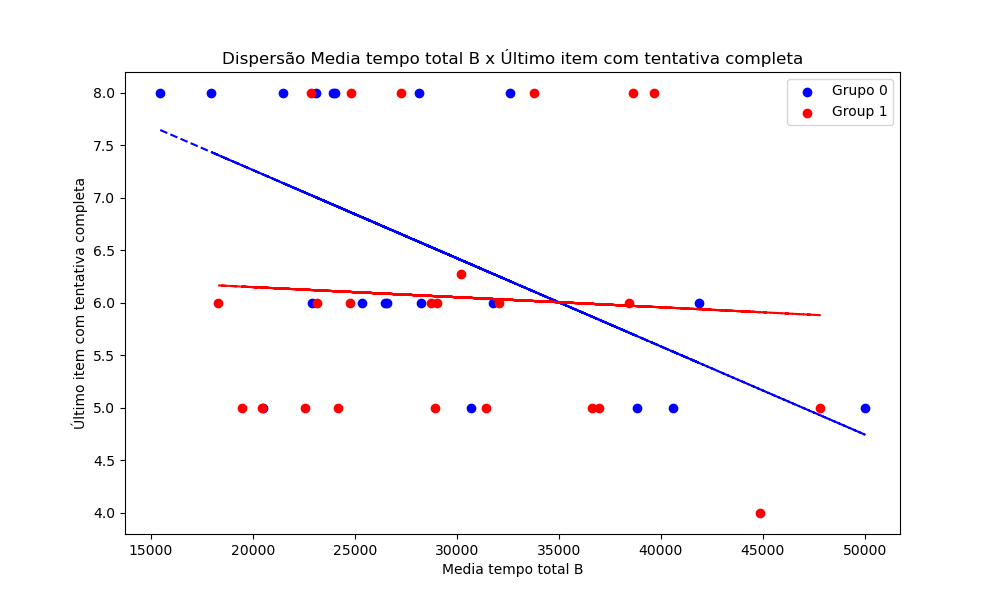 Dispersão Media tempo total B x Último item com tentativa completa
Grupo 0
Group 1
Último item com tentativa completa
8.0
7.5
7.0
6.5
6.0
5.5
5.0
4.5
4.0
15000 20000 25000 30000 35000 40000 45000 50000
Media tempo total B